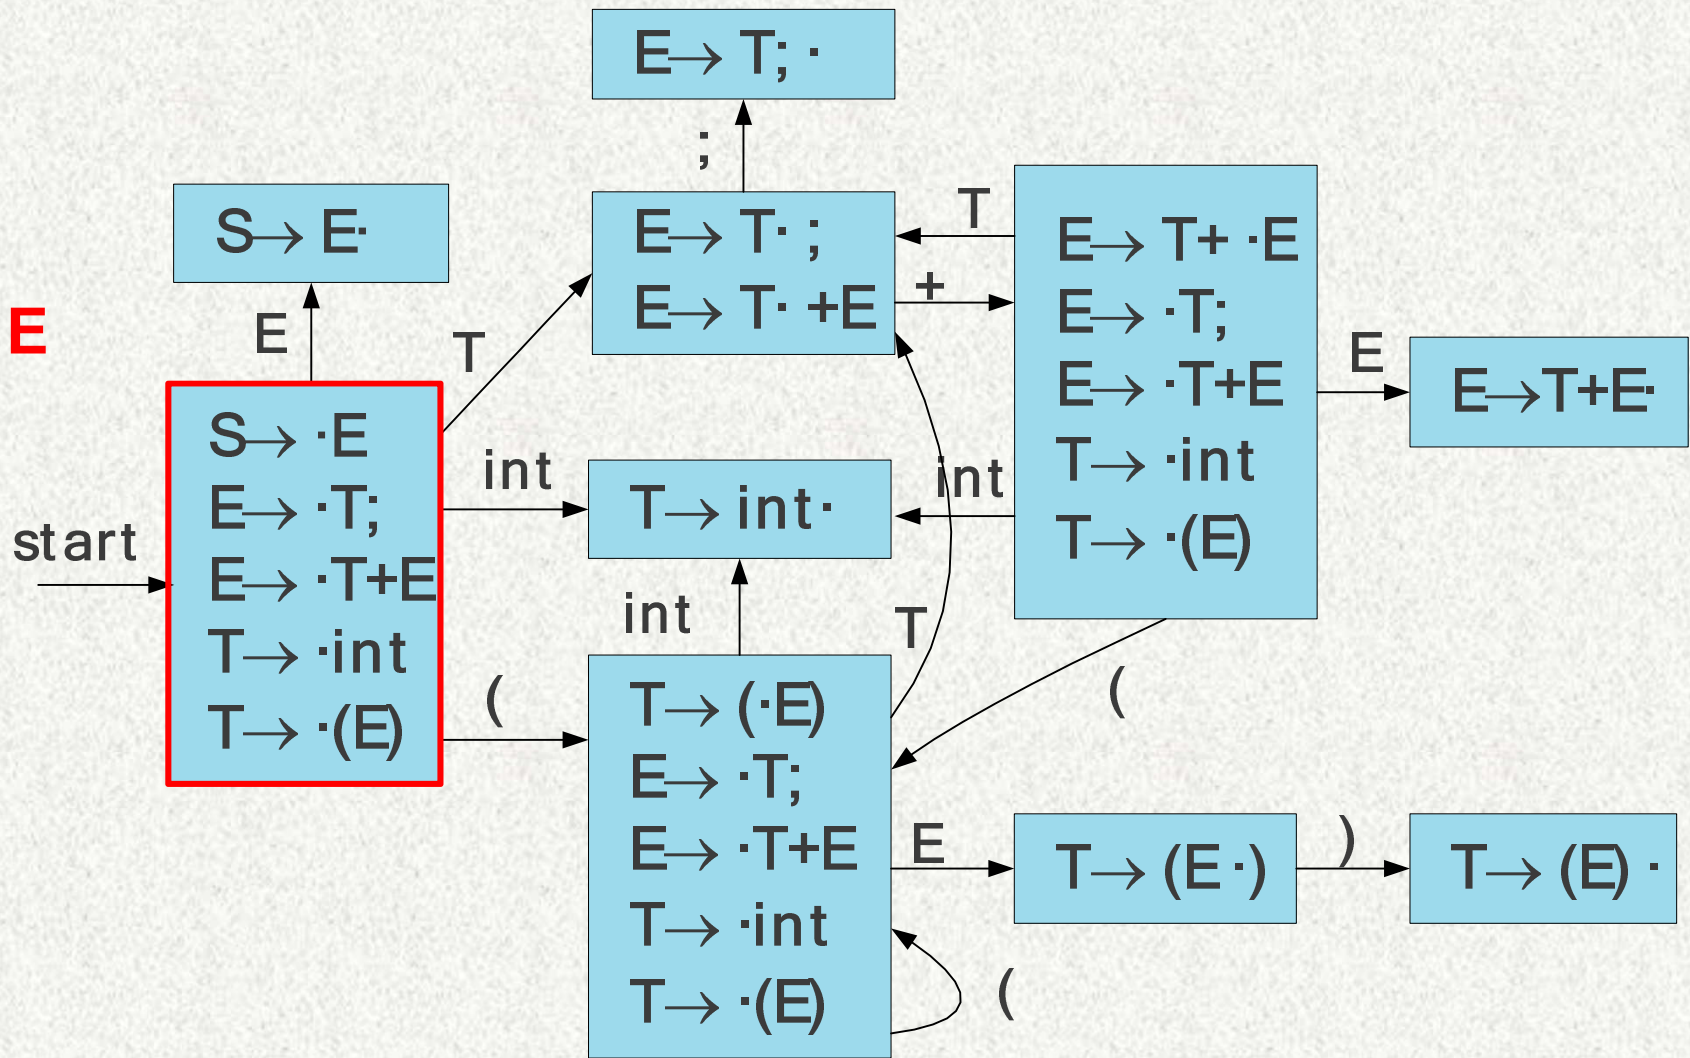 E→ T; ·
;
S→ E·
E→ T· ;
E→ T· +E
T
+
E→ T+ ·E
E→ ·T;
E→ ·T+E
T→ ·int
T→ ·(E)
E
E
T
E
E→T+E·
start
S→ ·E
E→ ·T;
E→ ·T+E
T→ ·int
T→ ·(E)
int
T→ int·
int
int
T
(
(
T→ (·E)
E→ ·T;
E→ ·T+E
T→ ·int
T→ ·(E)
E
T→ (E ·)
)
T→ (E) ·
(